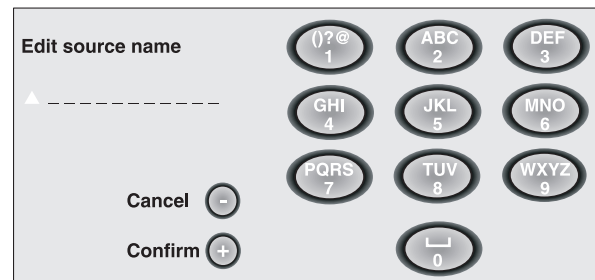 Edit source name
()?@
1
ABC
2
DEF
3
▲ _ _ _ _ _ _ _ _ _ _ _
GHI
4
JKL
5
MNO
6
PQRS
7
TUV
8
WXYZ
9
Cancel -
Confirm +
0